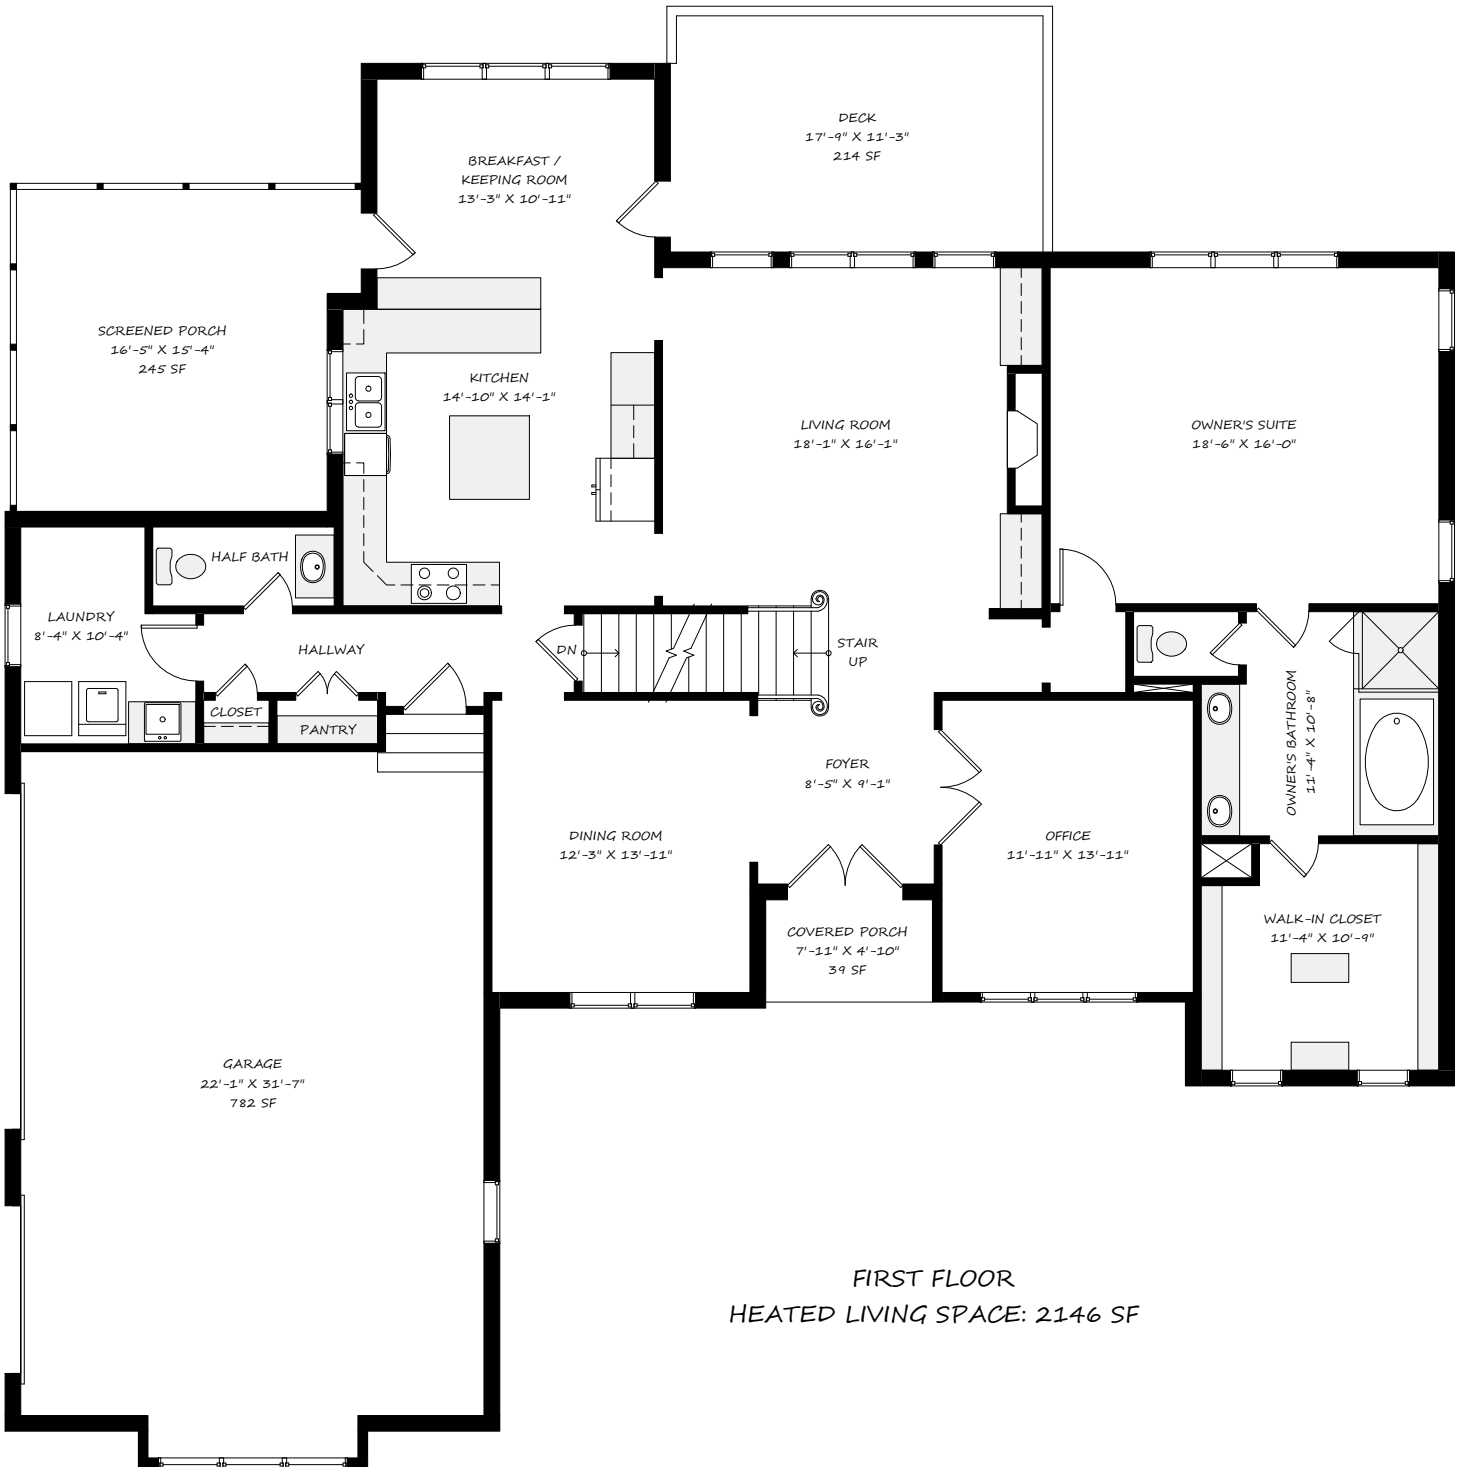 DECK
17'-9" X 11'-3"
214 SF
BREAKFAST /
KEEPING ROOM
13'-3" X 10'-11"
SCREENED PORCH
16'-5" X 15'-4"
245 SF
KITCHEN
14'-10" X 14'-1"
LIVING ROOM
18'-1" X 16'-1"
OWNER'S SUITE
18'-6" X 16'-0"
HALF BATH
LAUNDRY
8'-4" X 10'-4"
HALLWAY
DN
STAIR
UP
CLOSET
PANTRY
OWNER'S BATHROOM
11'-4" X 10'-8"
FOYER
8'-5" X 9'-1"
DINING ROOM
12'-3" X 13'-11"
OFFICE
11'-11" X 13'-11"
COVERED PORCH
7'-11" X 4'-10"
39 SF
WALK-IN CLOSET
11'-4" X 10'-9"
GARAGE
22'-1" X 31'-7"
782 SF
FIRST FLOOR
HEATED LIVING SPACE: 2146 SF